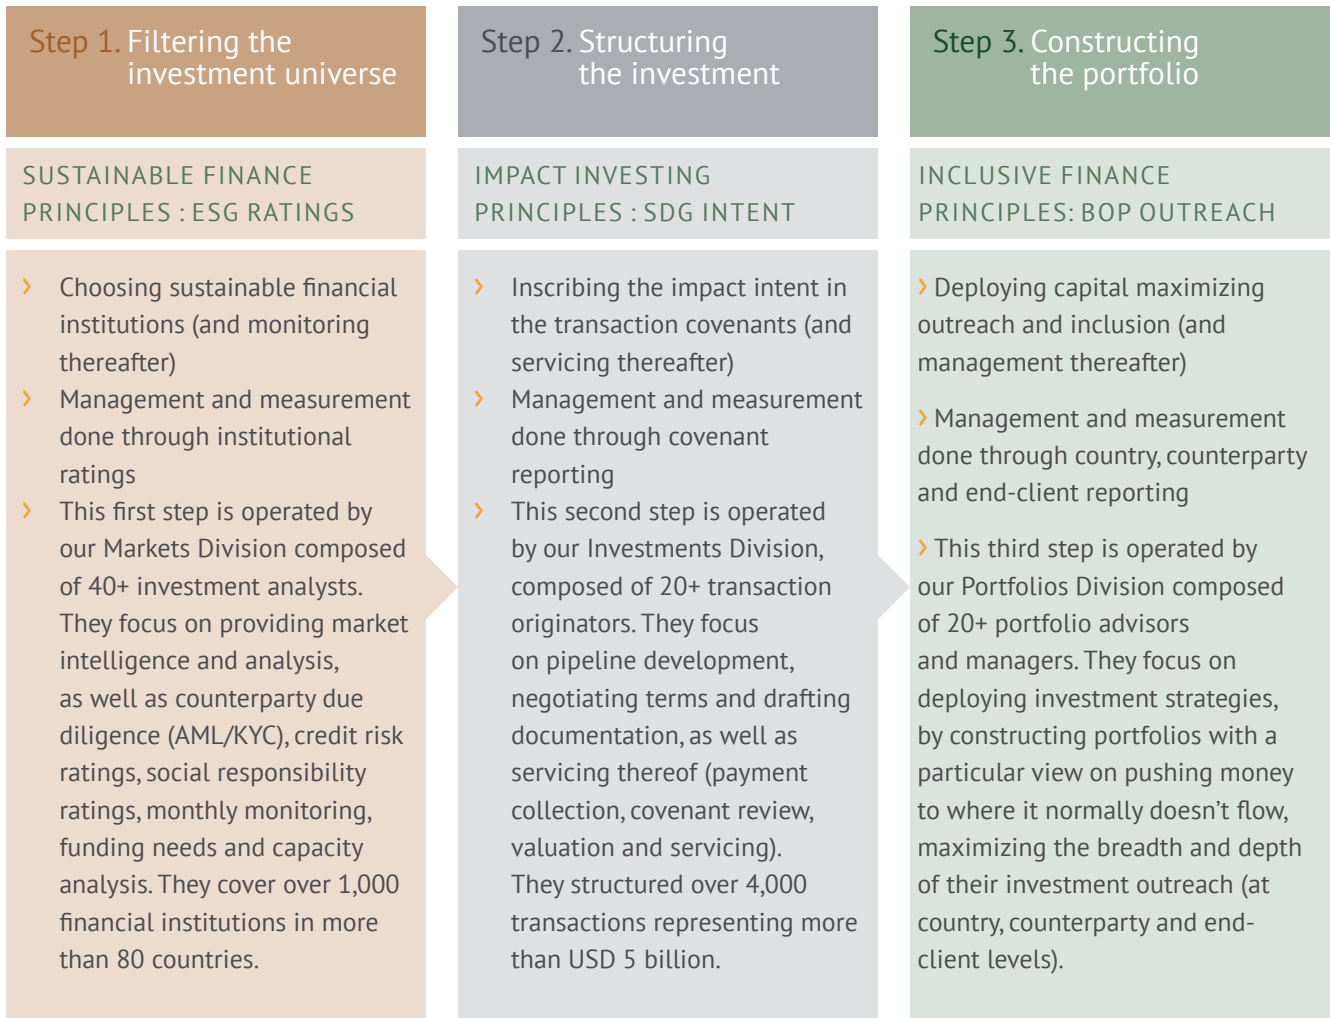 Step 1. Filtering the
investment universe
SUSTAINABLE FINANCE
PRINCIPLES : ESG RATINGS
› Choosing sustainable financial
institutions (and monitoring
thereafter)
› Management and measurement
done through institutional
ratings
› This first step is operated by
our Markets Division composed
of 40+ investment analysts.
They focus on providing market
intelligence and analysis,
as well as counterparty due
diligence (AML/KYC), credit risk
ratings, social responsibility
ratings, monthly monitoring,
funding needs and capacity
analysis. They cover over 1,000
financial institutions in more
than 80 countries.
Step 2. Structuring
the investment
IMPACT INVESTING
PRINCIPLES : SDG INTENT
› Inscribing the impact intent in
the transaction covenants (and
servicing thereafter)
› Management and measurement
done through covenant
reporting
› This second step is operated
by our Investments Division,
composed of 20+ transaction
originators. They focus
on pipeline development,
negotiating terms and drafting
documentation, as well as
servicing thereof (payment
collection, covenant review,
valuation and servicing).
They structured over 4,000
transactions representing more
than USD 5 billion.
Step 3. Constructing
the portfolio
INCLUSIVE FINANCE
PRINCIPLES: BOP OUTREACH
› Deploying capital maximizing
outreach and inclusion (and
management thereafter)
› Management and measurement
done through country, counterparty
and end-client reporting
› This third step is operated by
our Portfolios Division composed
of 20+ portfolio advisors
and managers. They focus on
deploying investment strategies,
by constructing portfolios with a
particular view on pushing money
to where it normally doesn’t flow,
maximizing the breadth and depth
of their investment outreach (at
country, counterparty and end-
client levels).